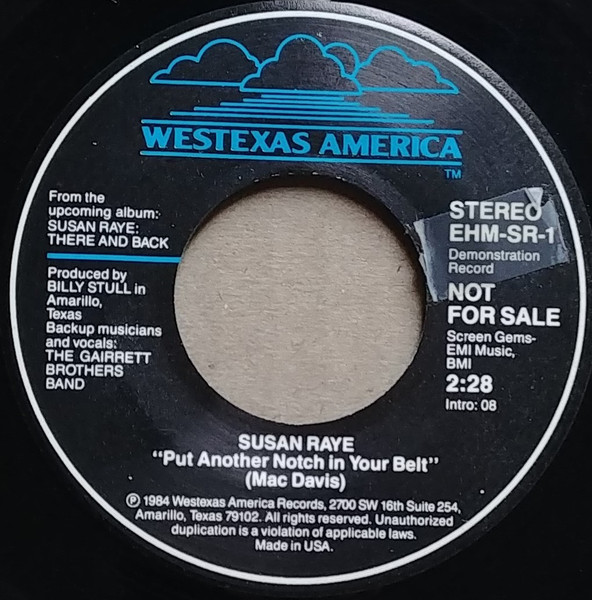 WESTEXAS AMERICA
TM
From the
upcoming album:
SUSAN RAYE:
THERE AND BACK
Produced by
BILLY STULL in
Amarillo,
Texas
Backup musicians
and vocals:
THE GAIRRETT
BROTHERS
BAND
STEREO
EHM-SR-1
Demonstration
Record
NOT
FOR SALE
Screen Gems-
EMI Music,
BMI
2:28
Intro: 08
SUSAN RAYE
"Put Another Notch in Your Belt"
(Mac Davis)
℗ 1984 Westexas America Records, 2700 SW 16th Suite 254,
Amarillo, Texas 79102. All rights reserved. Unauthorized
duplication is a violation of applicable laws.
Made in USA.